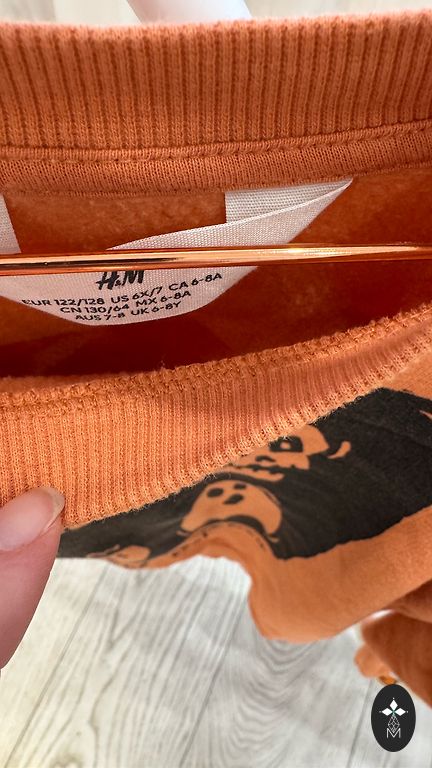 H&M
EUR 122/128 US 6X/7 CA 6-8A
CN 130/64 MX 6-8A
AUS 7-8 UK 6-8Y
M